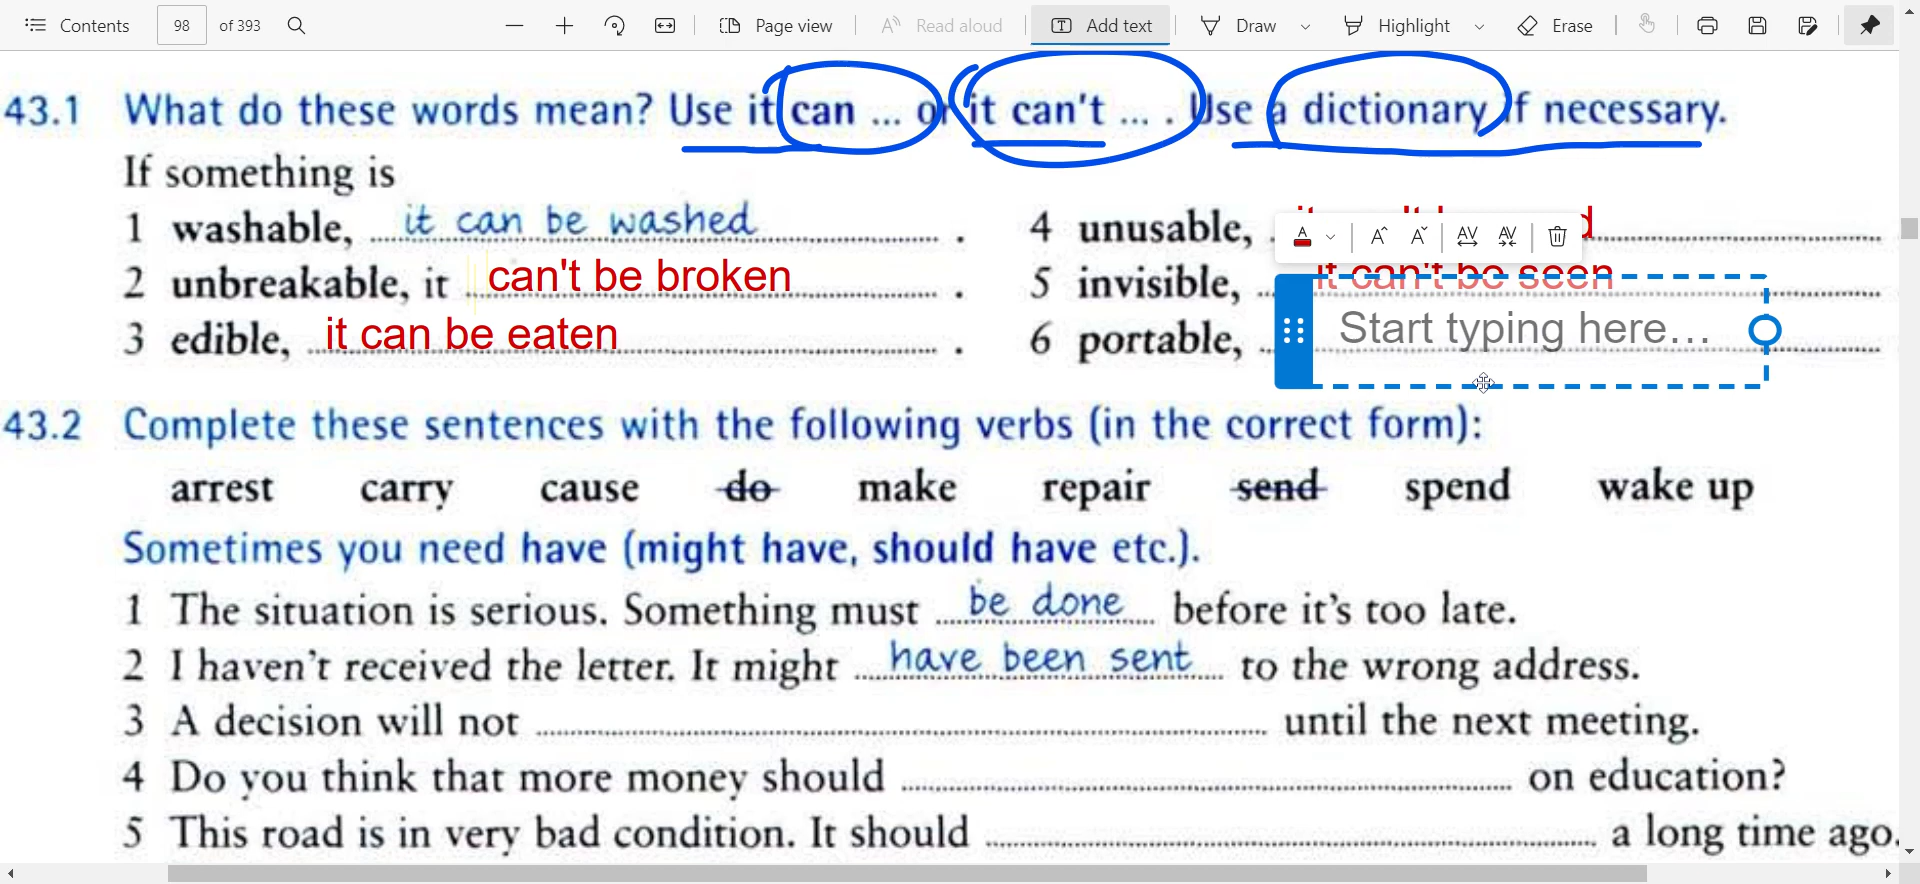 Contents 98 of 393 Page view Read aloud Add text Draw Highlight Erase
43.1 What do these words mean? Use it can ... or it can't ... . Use a dictionary if necessary.
If something is
1 washable, it can be washed .
2 unbreakable, it can't be broken .
3 edible, it can be eaten .
4 unusable,
5 invisible, it can't be seen
6 portable, Start typing here...
43.2 Complete these sentences with the following verbs (in the correct form):
arrest carry cause do make repair send spend wake up
Sometimes you need have (might have, should have etc.).
1 The situation is serious. Something must be done before it's too late.
2 I haven't received the letter. It might have been sent to the wrong address.
3 A decision will not until the next meeting.
4 Do you think that more money should on education?
5 This road is in very bad condition. It should a long time ago.